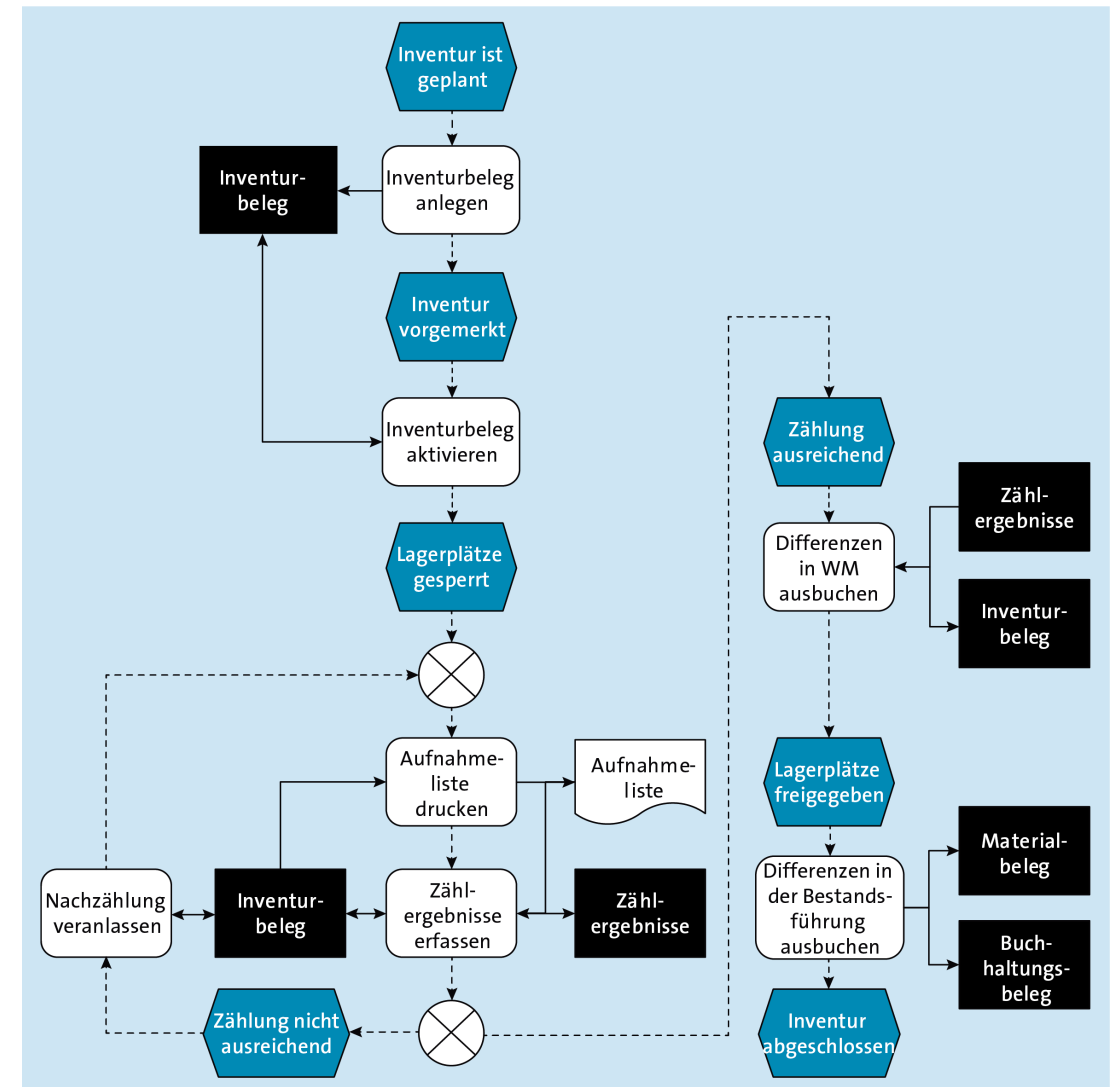 Inventur ist
geplant
Inventur-
beleg
Inventurbeleg
anlegen
Inventur
vorgemerkt
Inventurbeleg
aktivieren
Lagerplätze
gesperrt
Aufnahme-
liste
drucken
Aufnahme-
liste
Nachzählung
veranlassen
Inventur-
beleg
Zähl-
ergebnisse
erfassen
Zähl-
ergebnisse
Zählung nicht
ausreichend
Zählung
ausreichend
Differenzen
in WM
ausbuchen
Zähl-
ergebnisse
Inventur-
beleg
Lagerplätze
freigegeben
Differenzen in
der Bestands-
führung
ausbuchen
Material-
beleg
Buch-
haltungs-
beleg
Inventur
abgeschlossen